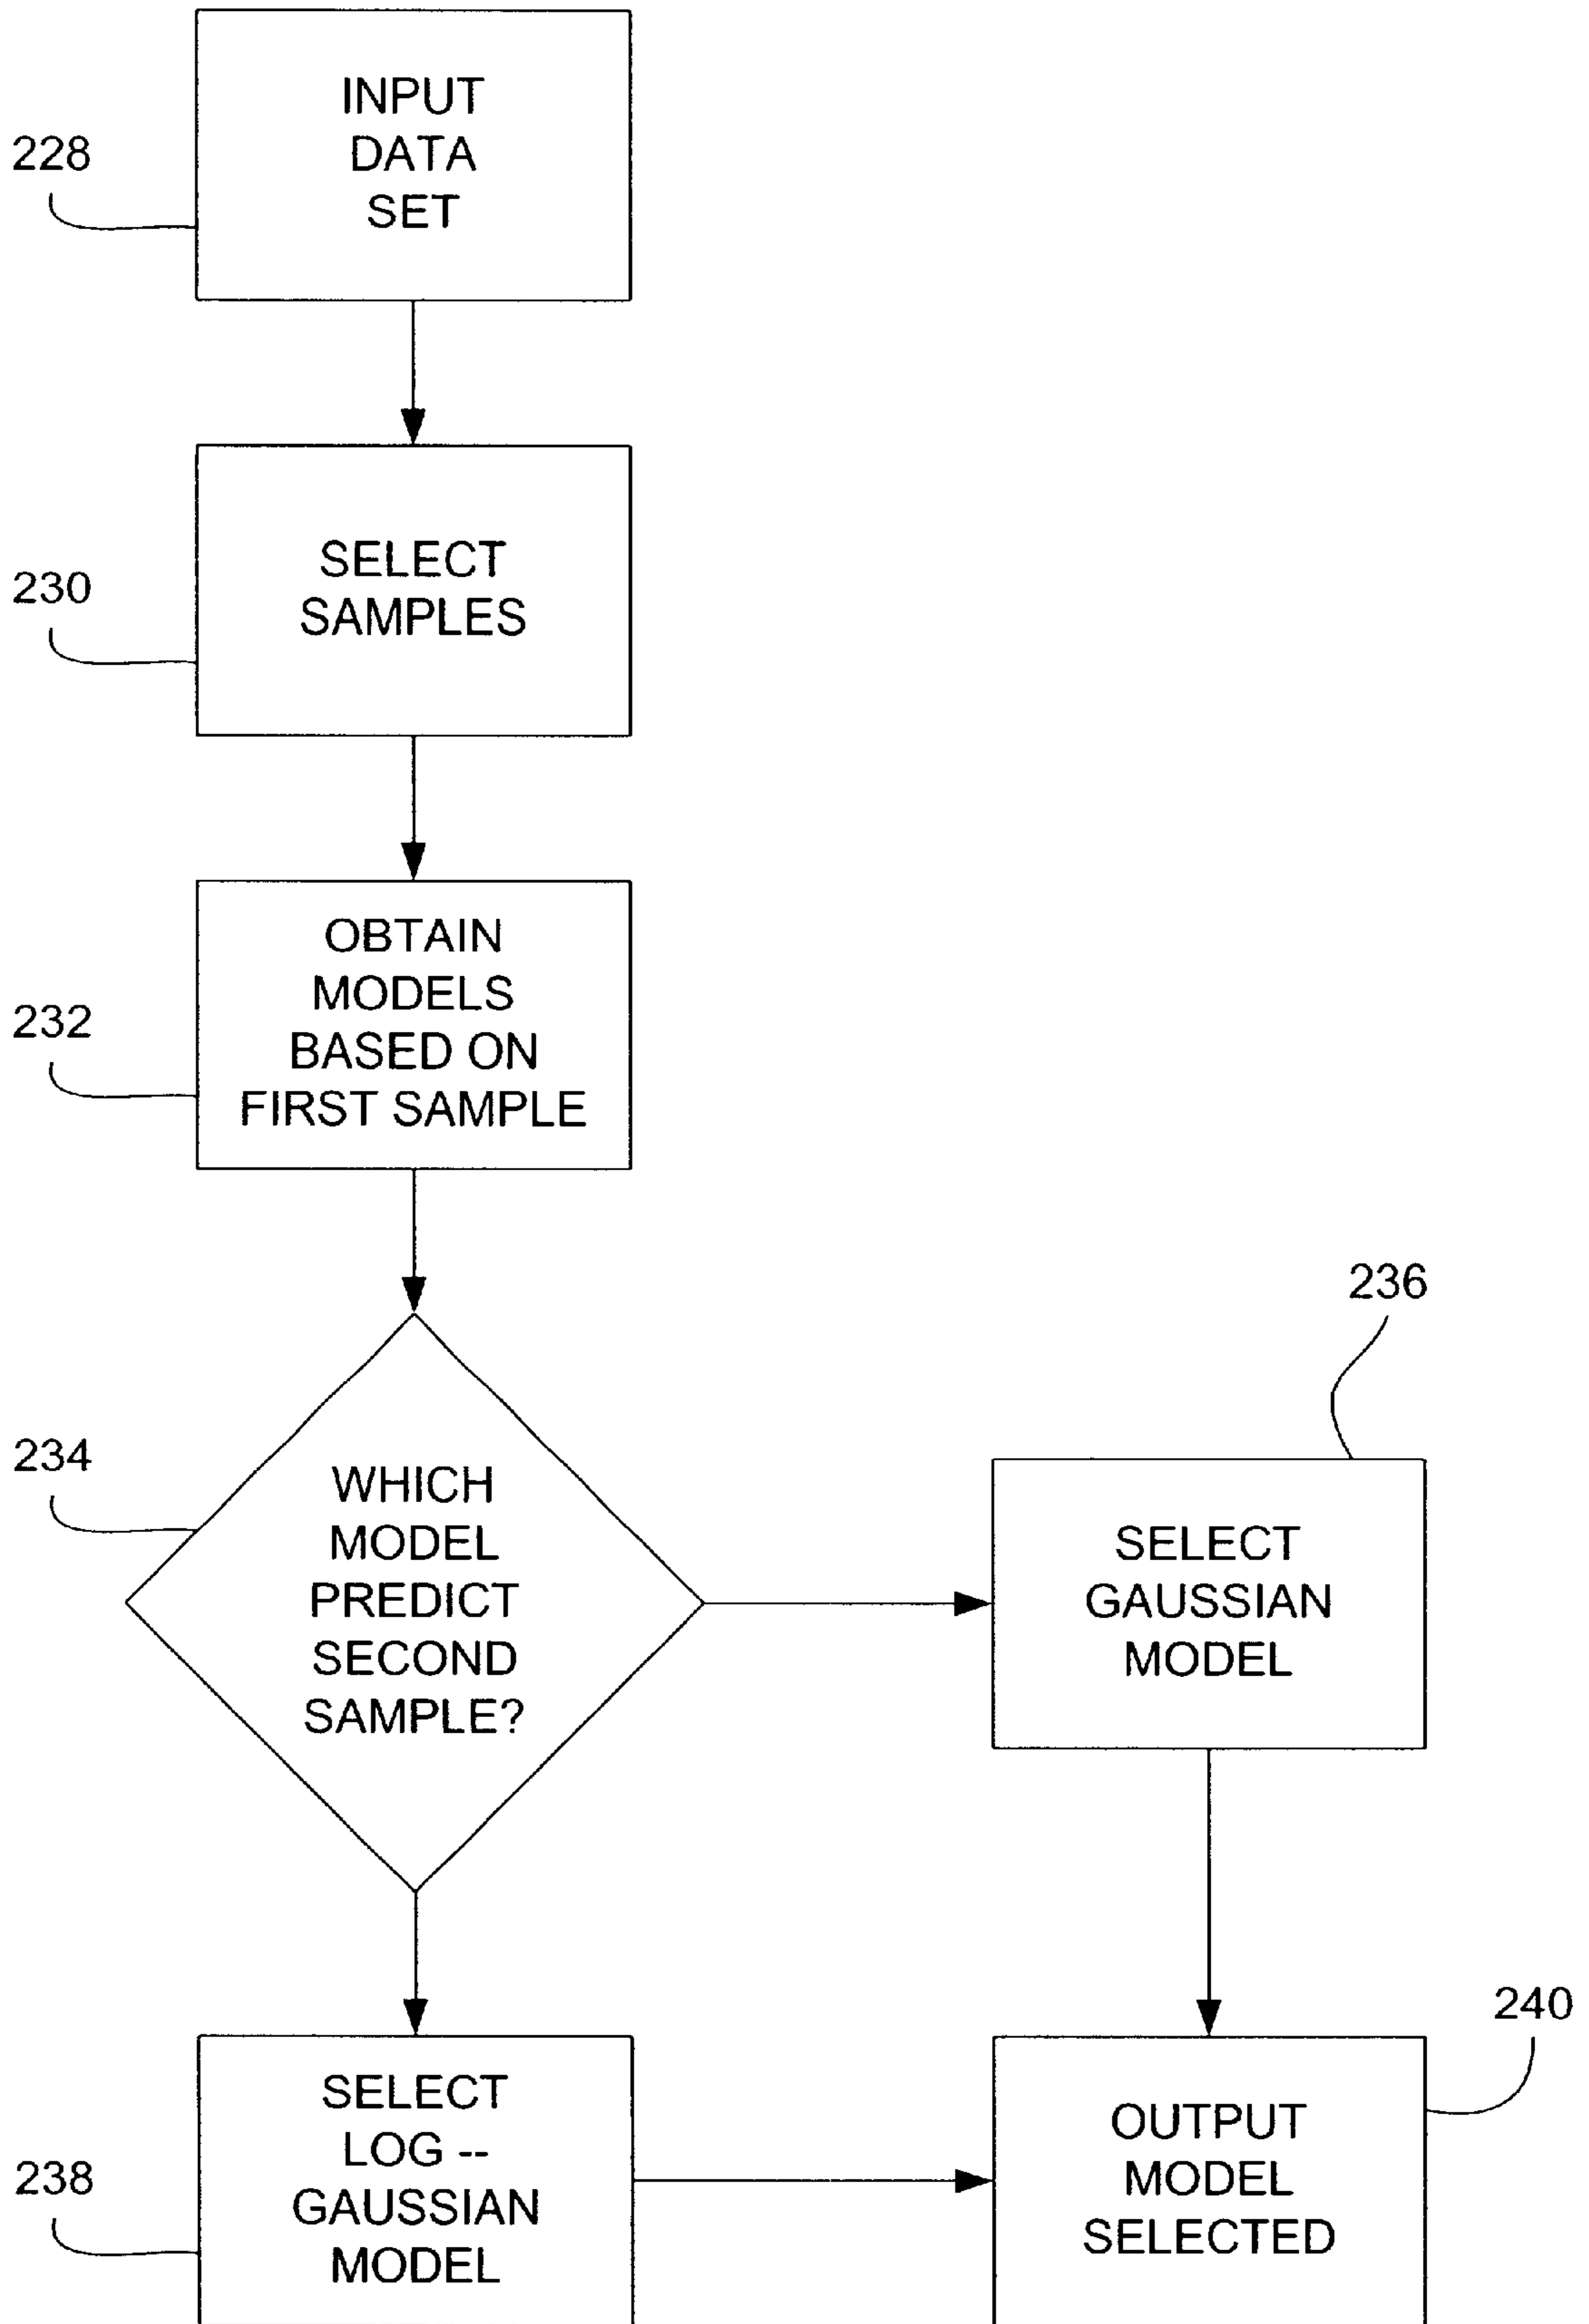 INPUT
DATA
SET
228
SELECT
SAMPLES
230
OBTAIN
MODELS
BASED ON
FIRST SAMPLE
232
236
234
WHICH
MODEL
PREDICT
SECOND
SAMPLE?
SELECT
GAUSSIAN
MODEL
240
SELECT
LOG --
GAUSSIAN
MODEL
238
OUTPUT
MODEL
SELECTED